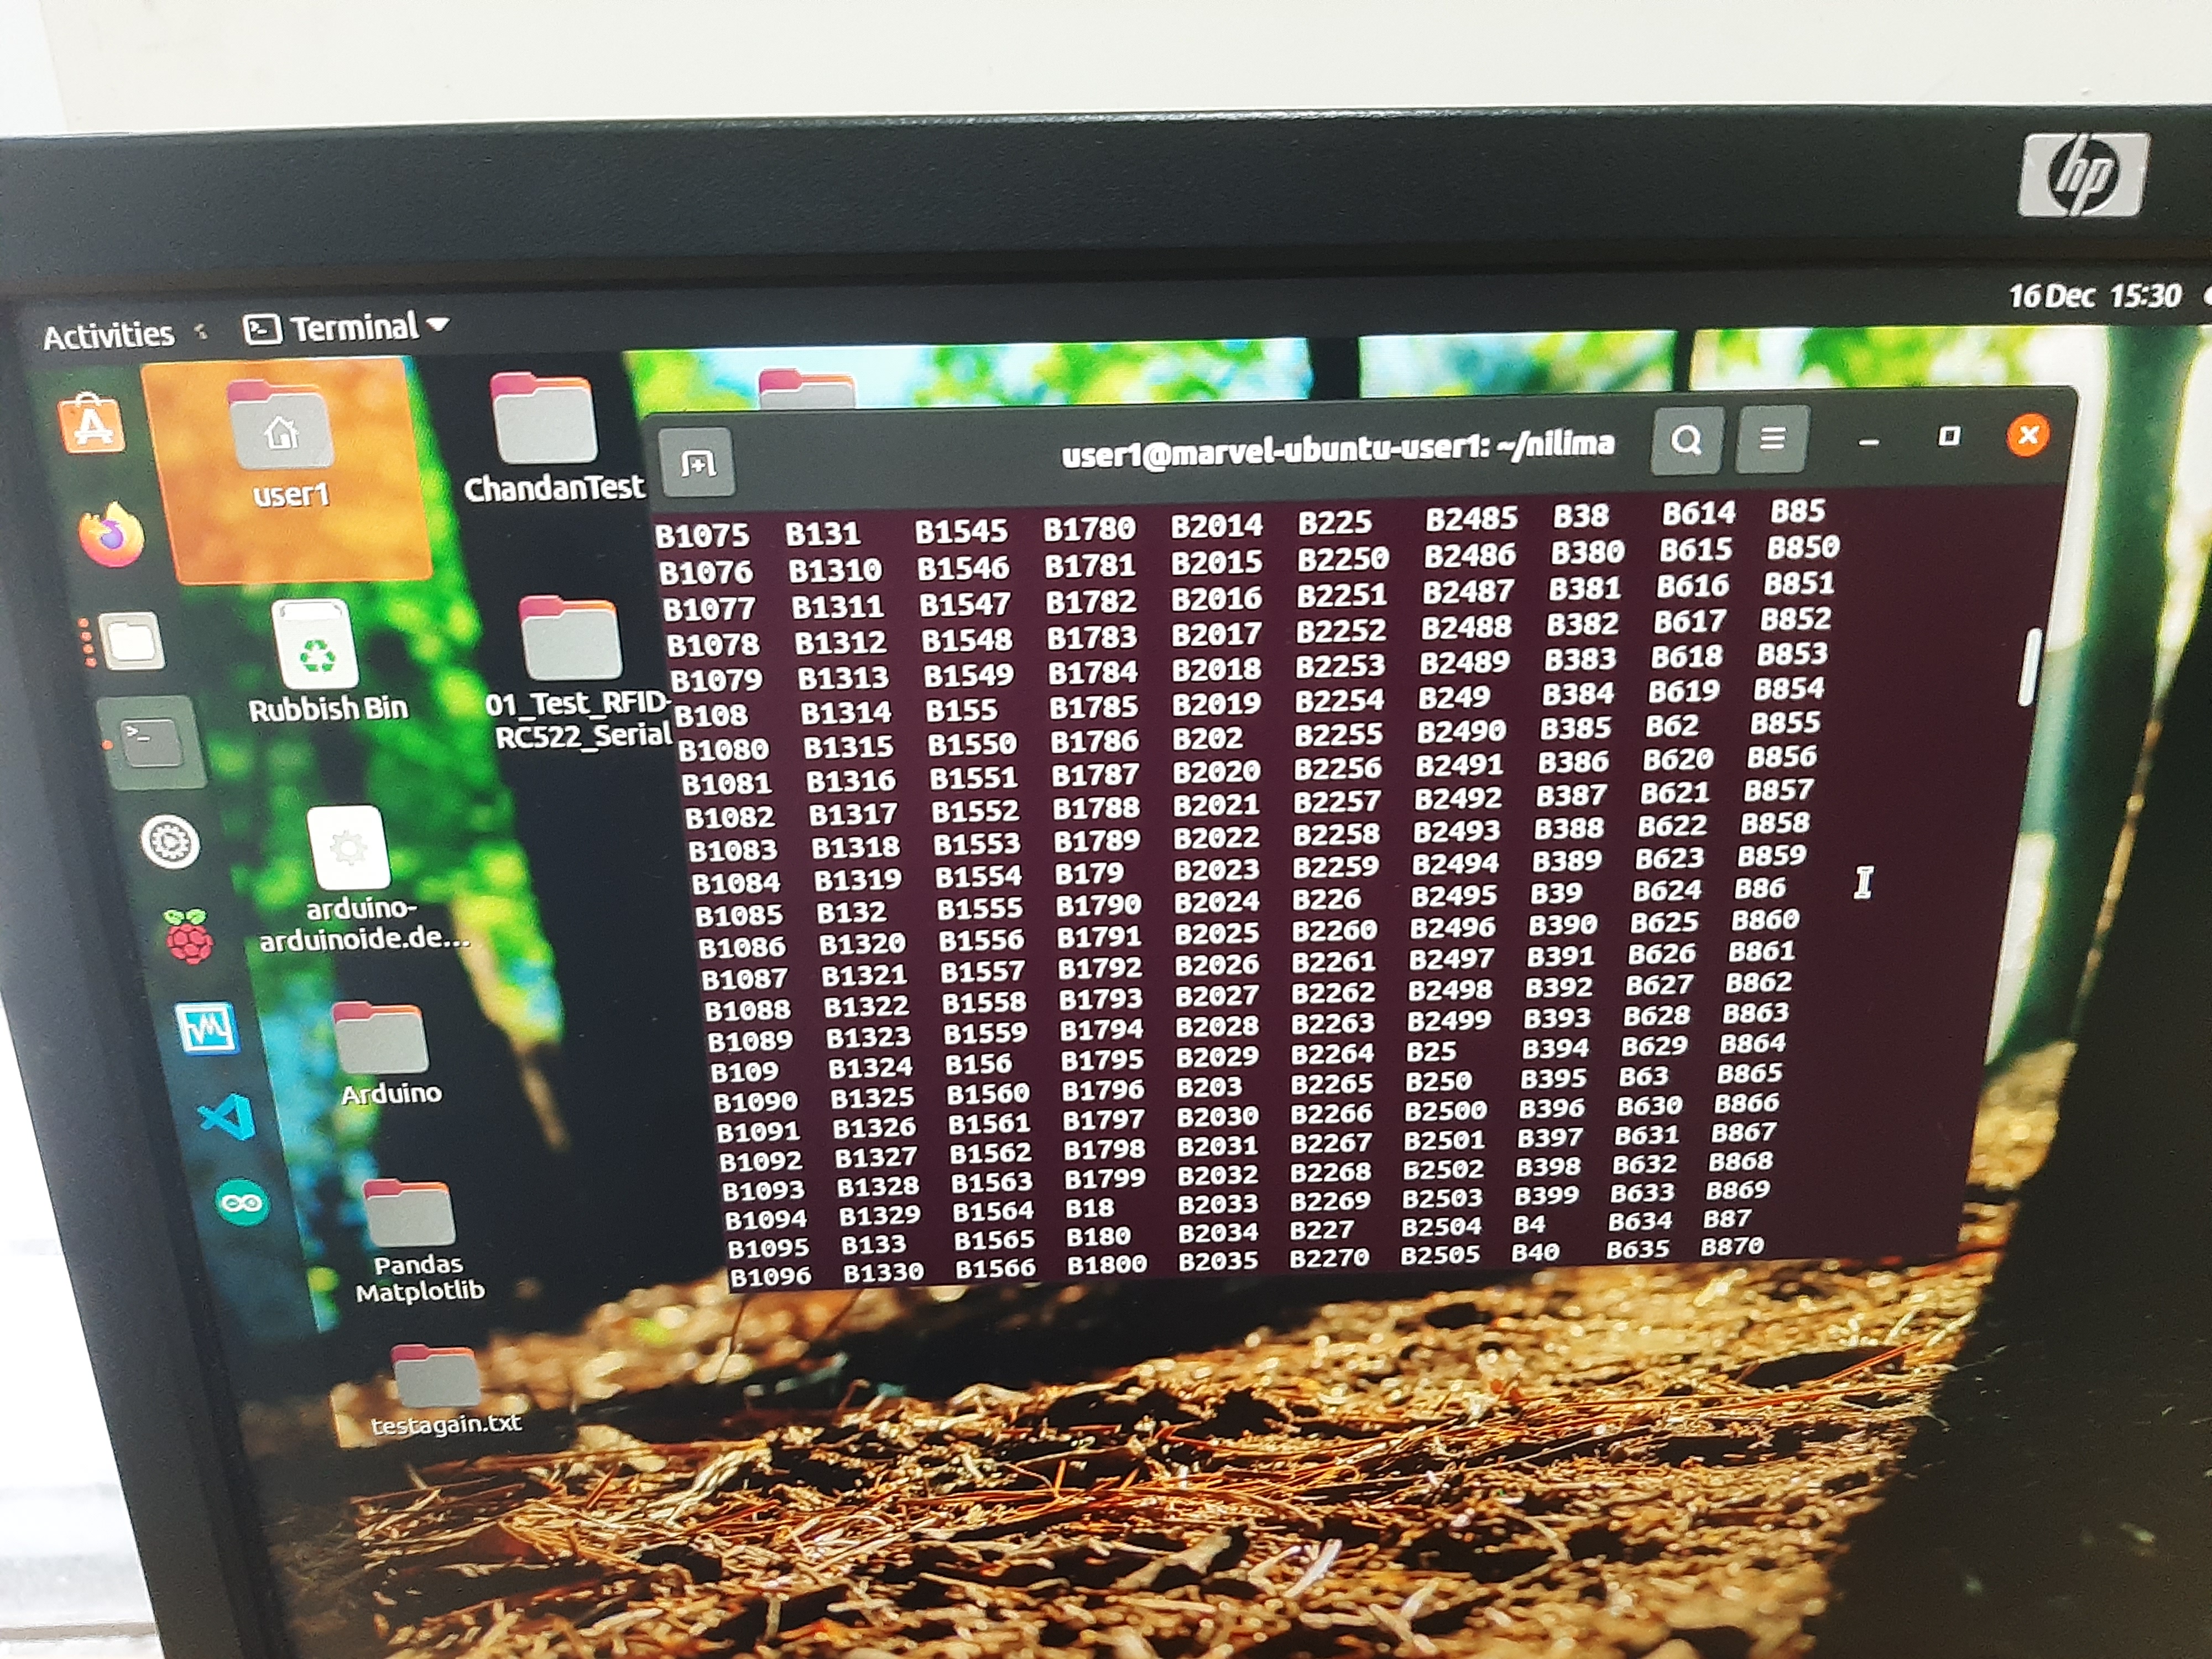 hp
Activities Terminal 16 Dec 15:30
user1
ChandanTest
Rubbish Bin
01_Test_RFID-
RC522_Serial
arduino-
arduinoide.de...
Arduino
Pandas
Matplotlib
testagain.txt
user1@marvel-ubuntu-user1: ~/nilima
B1075 B131 B1545 B1780 B2014 B225 B2485 B38 B614 B85
B1076 B1310 B1546 B1781 B2015 B2250 B2486 B380 B615 B850
B1077 B1311 B1547 B1782 B2016 B2251 B2487 B381 B616 B851
B1078 B1312 B1548 B1783 B2017 B2252 B2488 B382 B617 B852
B1079 B1313 B1549 B1784 B2018 B2253 B2489 B383 B618 B853
B108 B1314 B155 B1785 B2019 B2254 B249 B384 B619 B854
B1080 B1315 B1550 B1786 B202 B2255 B2490 B385 B62 B855
B1081 B1316 B1551 B1787 B2020 B2256 B2491 B386 B620 B856
B1082 B1317 B1552 B1788 B2021 B2257 B2492 B387 B621 B857
B1083 B1318 B1553 B1789 B2022 B2258 B2493 B388 B622 B858
B1084 B1319 B1554 B179 B2023 B2259 B2494 B389 B623 B859
B1085 B132 B1555 B1790 B2024 B226 B2495 B39 B624 B86
B1086 B1320 B1556 B1791 B2025 B2260 B2496 B390 B625 B860
B1087 B1321 B1557 B1792 B2026 B2261 B2497 B391 B626 B861
B1088 B1322 B1558 B1793 B2027 B2262 B2498 B392 B627 B862
B1089 B1323 B1559 B1794 B2028 B2263 B2499 B393 B628 B863
B109 B1324 B156 B1795 B2029 B2264 B25 B394 B629 B864
B1090 B1325 B1560 B1796 B203 B2265 B250 B395 B63 B865
B1091 B1326 B1561 B1797 B2030 B2266 B2500 B396 B630 B866
B1092 B1327 B1562 B1798 B2031 B2267 B2501 B397 B631 B867
B1093 B1328 B1563 B1799 B2032 B2268 B2502 B398 B632 B868
B1094 B1329 B1564 B18 B2033 B2269 B2503 B399 B633 B869
B1095 B133 B1565 B180 B2034 B227 B2504 B4 B634 B87
B1096 B1330 B1566 B1800 B2035 B2270 B2505 B40 B635 B870